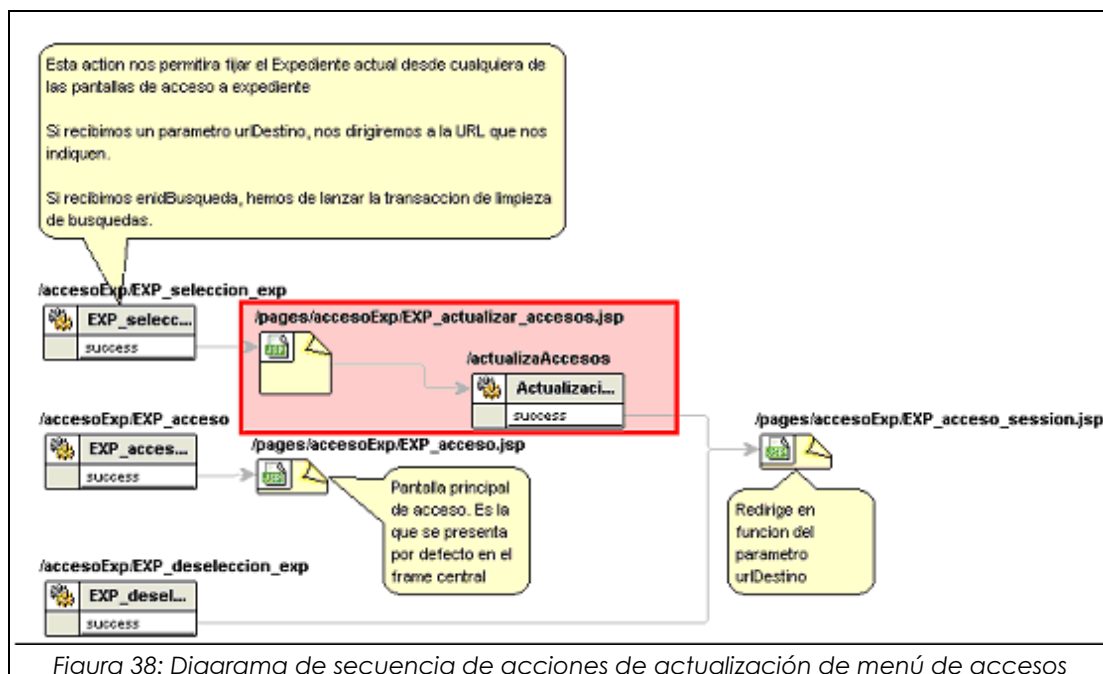 Esta action nos permitira fijar el Expediente actual desde cualquiera de
las pantallas de acceso a expediente
Si recibimos un parametro urlDestino, nos dirigiremos a la URL que nos
indiquen.
Si recibimos enidBusqueda, hemos de lanzar la transaccion de limpieza
de busquedas.
/accesoExp/EXP_seleccion_exp
EXP_selecc...
success
/pages/accesoExp/EXP_actualizar_accesos.jsp
/actualizaAccesos
Actualizaci...
success
/accesoExp/EXP_acceso
EXP_acces...
success
/pages/accesoExp/EXP_acceso.jsp
Pantalla principal
de acceso. Es la
que se presenta
por defecto en el
frame central
/pages/accesoExp/EXP_acceso_session.jsp
Redirige en
funcion del
parametro
urlDestino
/accesoExp/EXP_deseleccion_exp
EXP_desel...
success
Figura 38: Diagrama de secuencia de acciones de actualización de menú de accesos